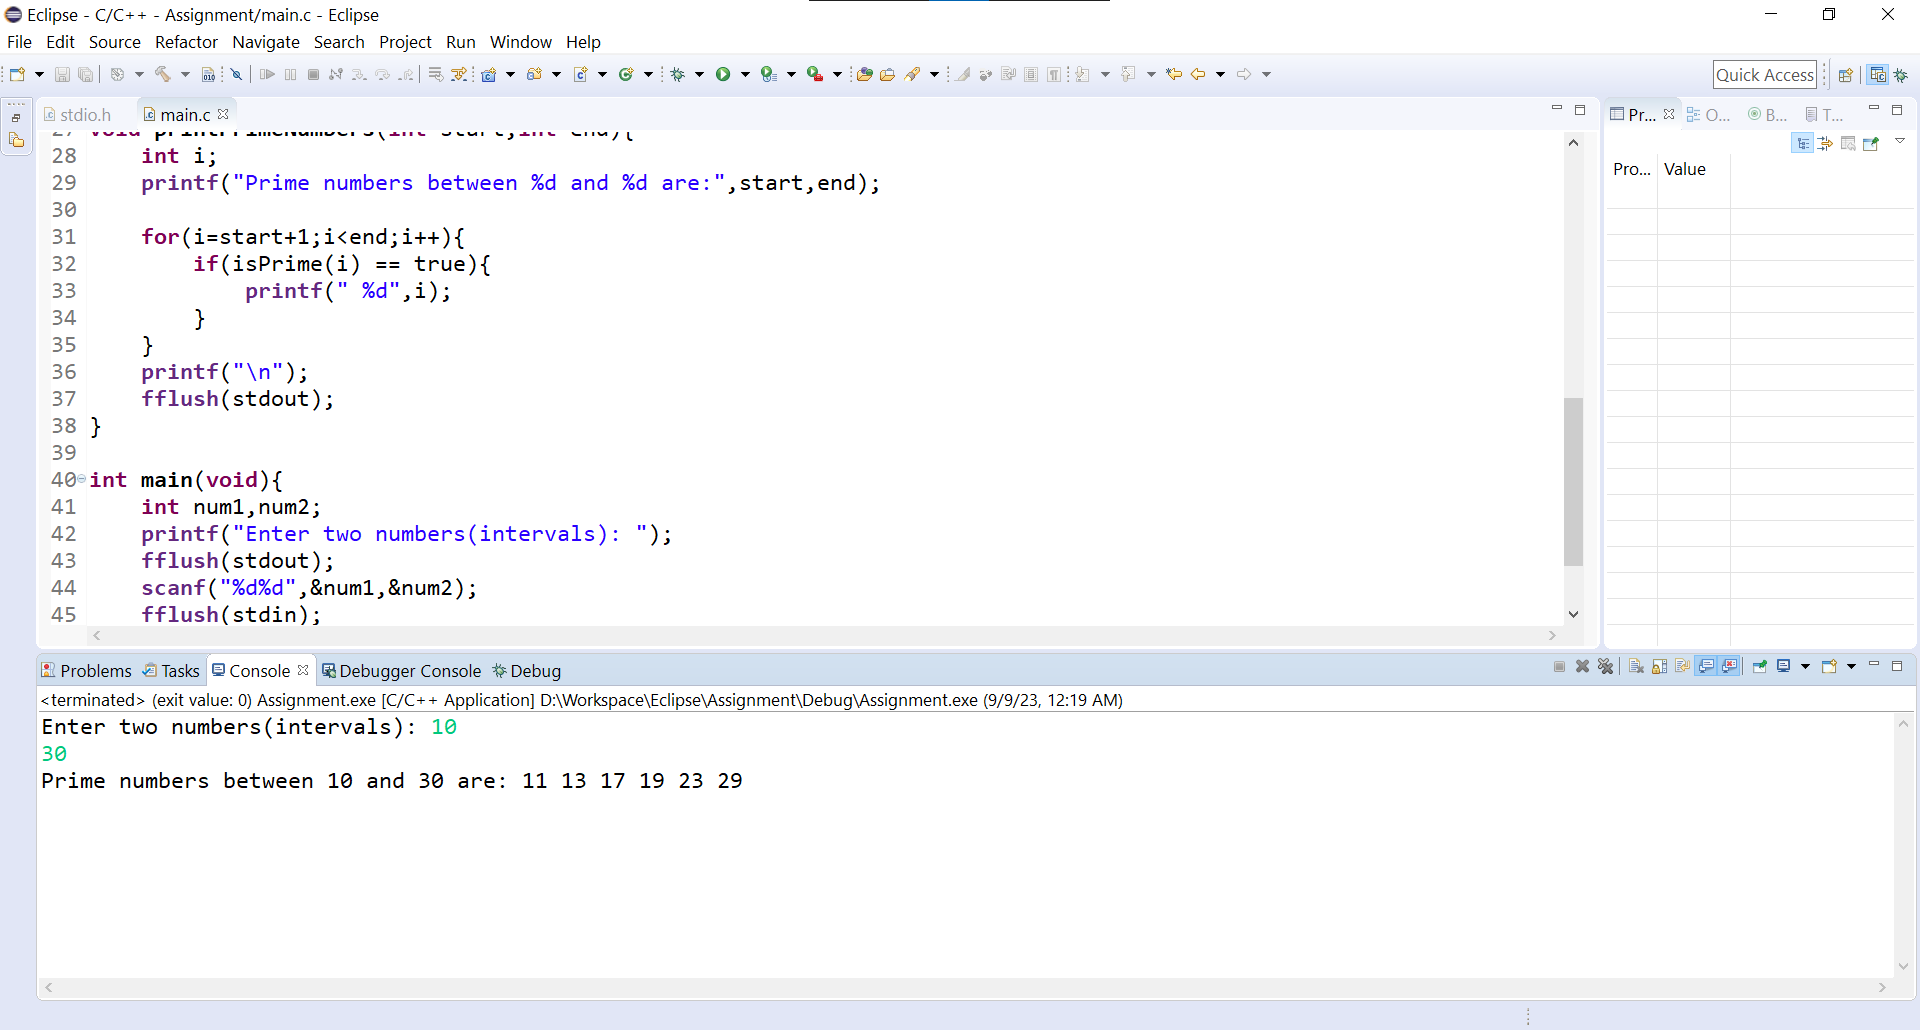 Eclipse - C/C++ - Assignment/main.c - Eclipse
File Edit Source Refactor Navigate Search Project Run Window Help
Quick Access
stdio.h main.c
Pr... O... B... T...
Pro... Value
27 void printPrimeNumbers(int start,int end){
28 int i;
29 printf("Prime numbers between %d and %d are:",start,end);
30
31 for(i=start+1;i<end;i++){
32 if(isPrime(i) == true){
33 printf(" %d",i);
34 }
35 }
36 printf("\n");
37 fflush(stdout);
38 }
39
40 int main(void){
41 int num1,num2;
42 printf("Enter two numbers(intervals): ");
43 fflush(stdout);
44 scanf("%d%d",&num1,&num2);
45 fflush(stdin);
Problems Tasks Console Debugger Console Debug
<terminated> (exit value: 0) Assignment.exe [C/C++ Application] D:\Workspace\Eclipse\Assignment\Debug\Assignment.exe (9/9/23, 12:19 AM)
Enter two numbers(intervals): 10
30
Prime numbers between 10 and 30 are: 11 13 17 19 23 29